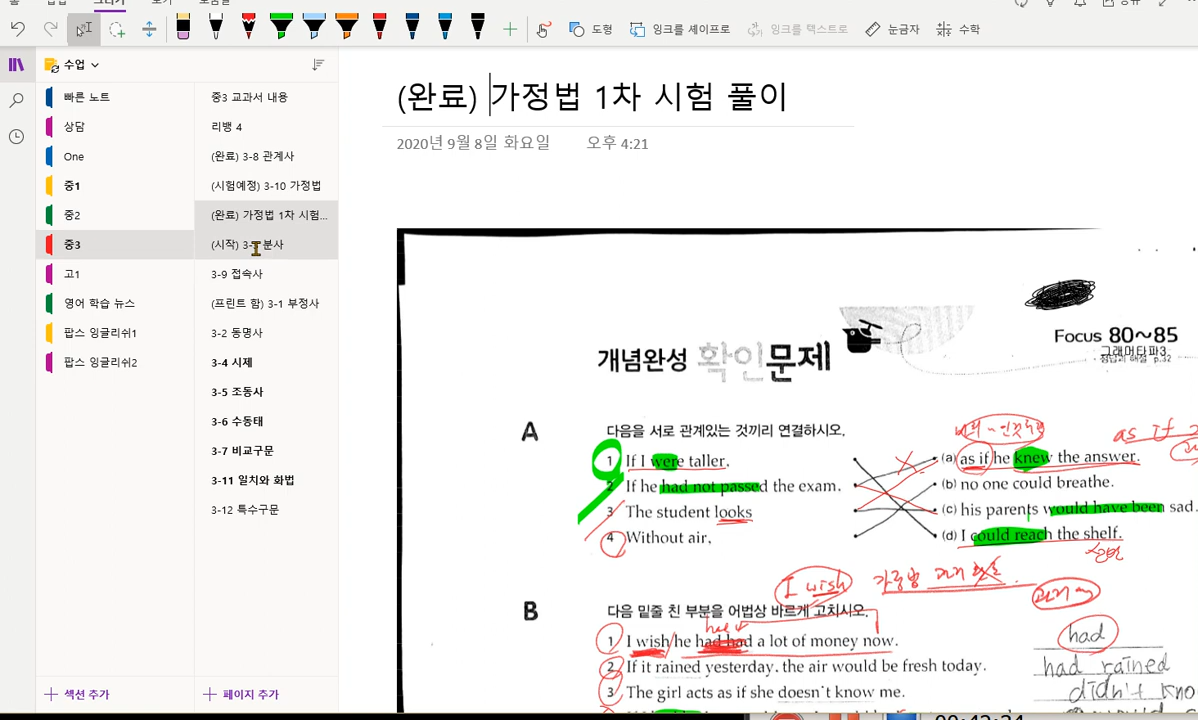 도형
잉크를 셰이프로
잉크를 텍스트로
눈금자
수학
수업
빠른 노트
상담
One
중1
중2
중3
고1
영어 학습 뉴스
팝스 잉글리쉬1
팝스 잉글리쉬2
섹션 추가
중3 교과서 내용
리뱅 4
(완료) 3-8 관계사
(시험예정) 3-10 가정법
(완료) 가정법 1차 시험...
(시작) 3-3 분사
3-9 접속사
(프린트 함) 3-1 부정사
3-2 동명사
3-4 시제
3-5 조동사
3-6 수동태
3-7 비교구문
3-11 일치와 화법
3-12 특수구문
페이지 추가
(완료) 가정법 1차 시험 풀이
2020년 9월 8일 화요일 오후 4:21
Focus 80~85
그래머타파3
정답과 해설 p.32
개념완성 확인문제
A 다음을 서로 관계있는 것끼리 연결하시오.
as if
1 If I were taller, (a) as if he knew the answer.
2 If he had not passed the exam. (b) no one could breathe.
3 The student looks (c) his parents would have been sad.
4 Without air, (d) I could reach the shelf.
I wish
B 다음 밑줄 친 부분을 어법상 바르게 고치시오.
had
1 I wish he had had a lot of money now. had
2 If it rained yesterday, the air would be fresh today. had rained
3 The girl acts as if she doesn't know me. didn't kno